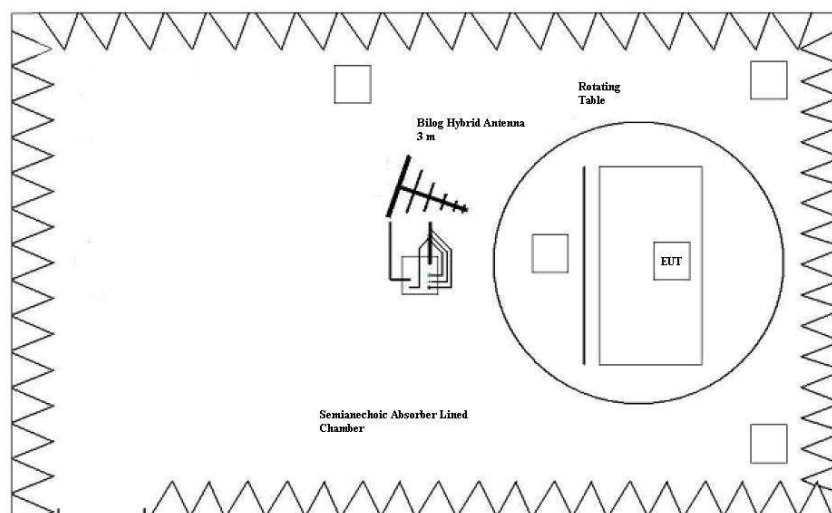 Rotating
Table
Bilog Hybrid Antenna
3 m
EUT
Semianechoic Absorber Lined
Chamber